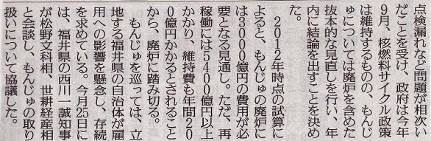 点検漏れなど問題が相次い
だことを受け、政府は今年
9月、核燃料サイクル政策
は維持するものの、もんじ
ゅについては廃炉を含めた
抜本的な見直しを行い、年
内に結論を出すことを決め
た。
　2012年時点の試算に
よると、もんじゅの廃炉に
は3000億円の費用が必
要となる見通し。ただ、再
稼働には5400億円以上
かかり、維持費も年間20
0億円かかるとされること
から、廃炉に踏み切る。
　もんじゅを巡っては、立
地する福井県の自治体が雇
用への影響を懸念し、存続
を求めている。今月25日に
は、福井県の西川一誠知事
が松野文科相、世耕経産相
と会談し、もんじゅの取り
扱いについて協議した。